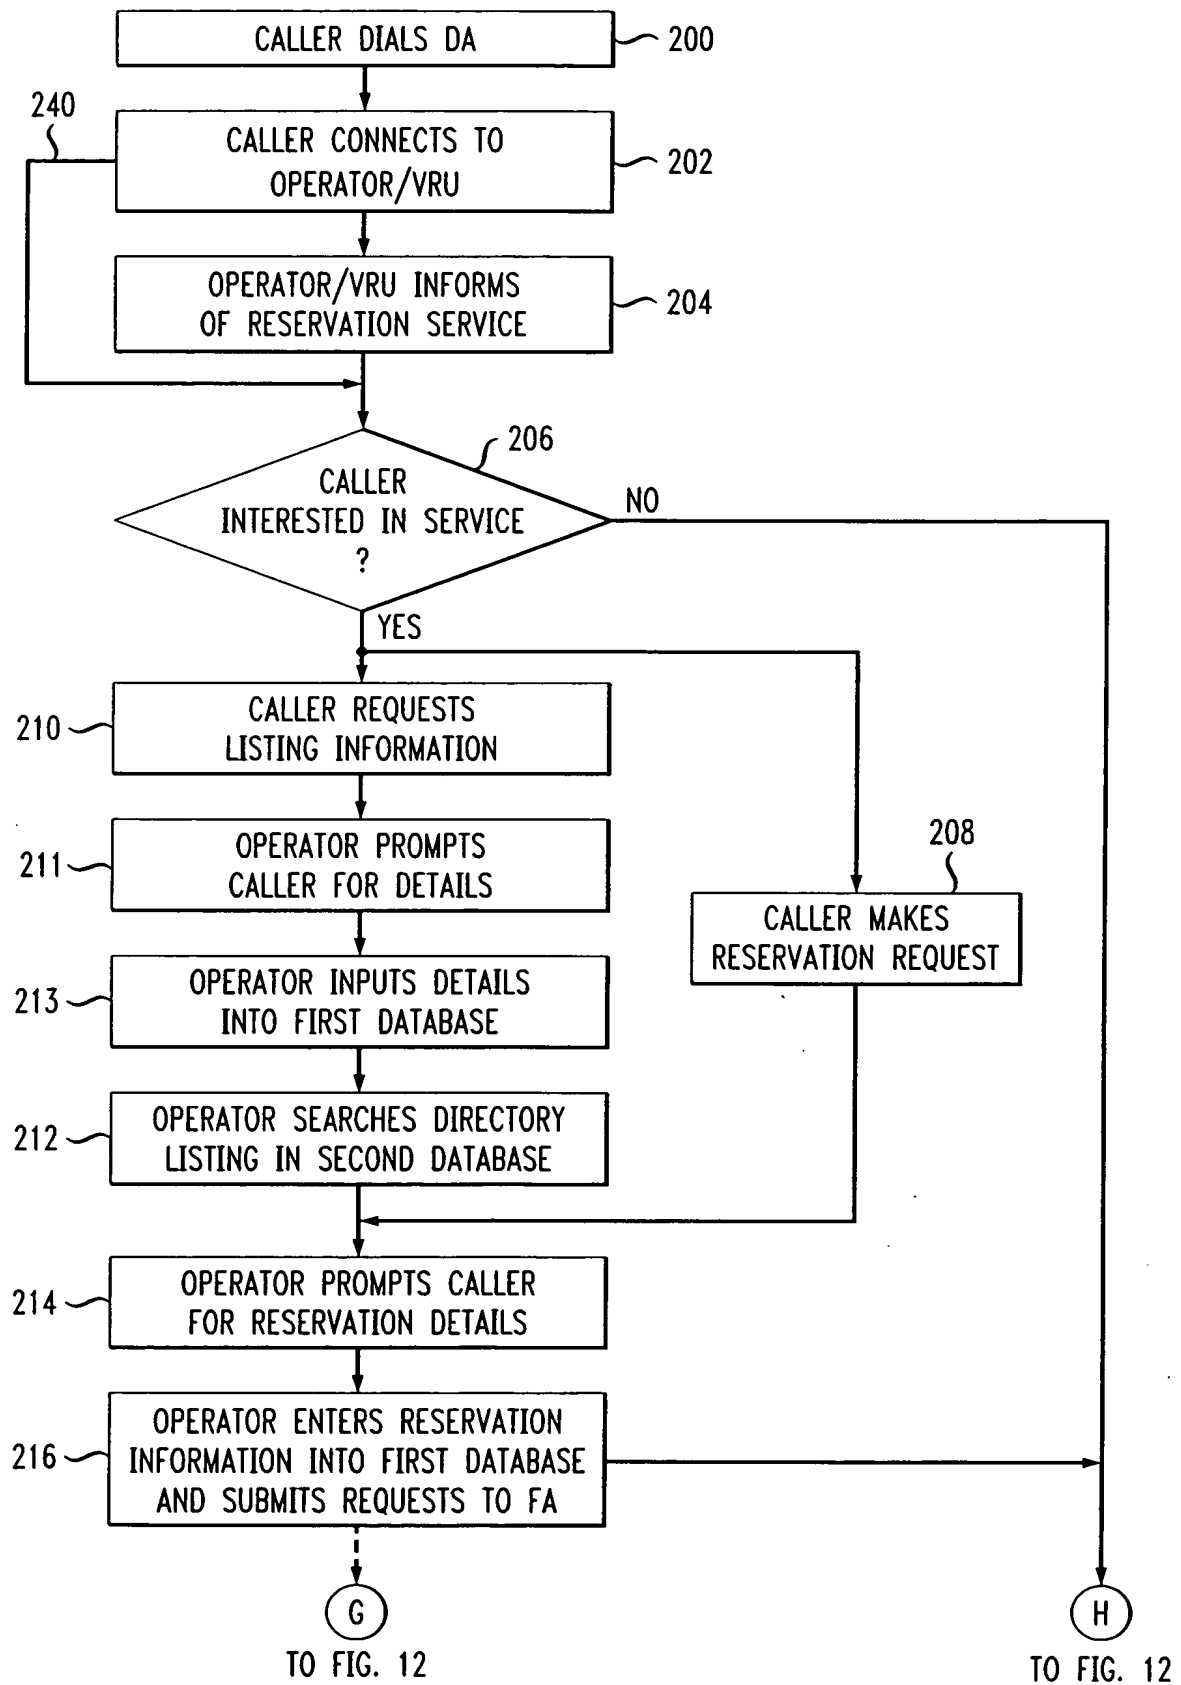 CALLER DIALS DA
200
240
CALLER CONNECTS TO
OPERATOR/VRU
202
OPERATOR/VRU INFORMS
OF RESERVATION SERVICE
204
206
CALLER
INTERESTED IN SERVICE
?
NO
YES
210
CALLER REQUESTS
LISTING INFORMATION
211
OPERATOR PROMPTS
CALLER FOR DETAILS
208
CALLER MAKES
RESERVATION REQUEST
213
OPERATOR INPUTS DETAILS
INTO FIRST DATABASE
212
OPERATOR SEARCHES DIRECTORY
LISTING IN SECOND DATABASE
214
OPERATOR PROMPTS CALLER
FOR RESERVATION DETAILS
216
OPERATOR ENTERS RESERVATION
INFORMATION INTO FIRST DATABASE
AND SUBMITS REQUESTS TO FA
G
TO FIG. 12
H
TO FIG. 12